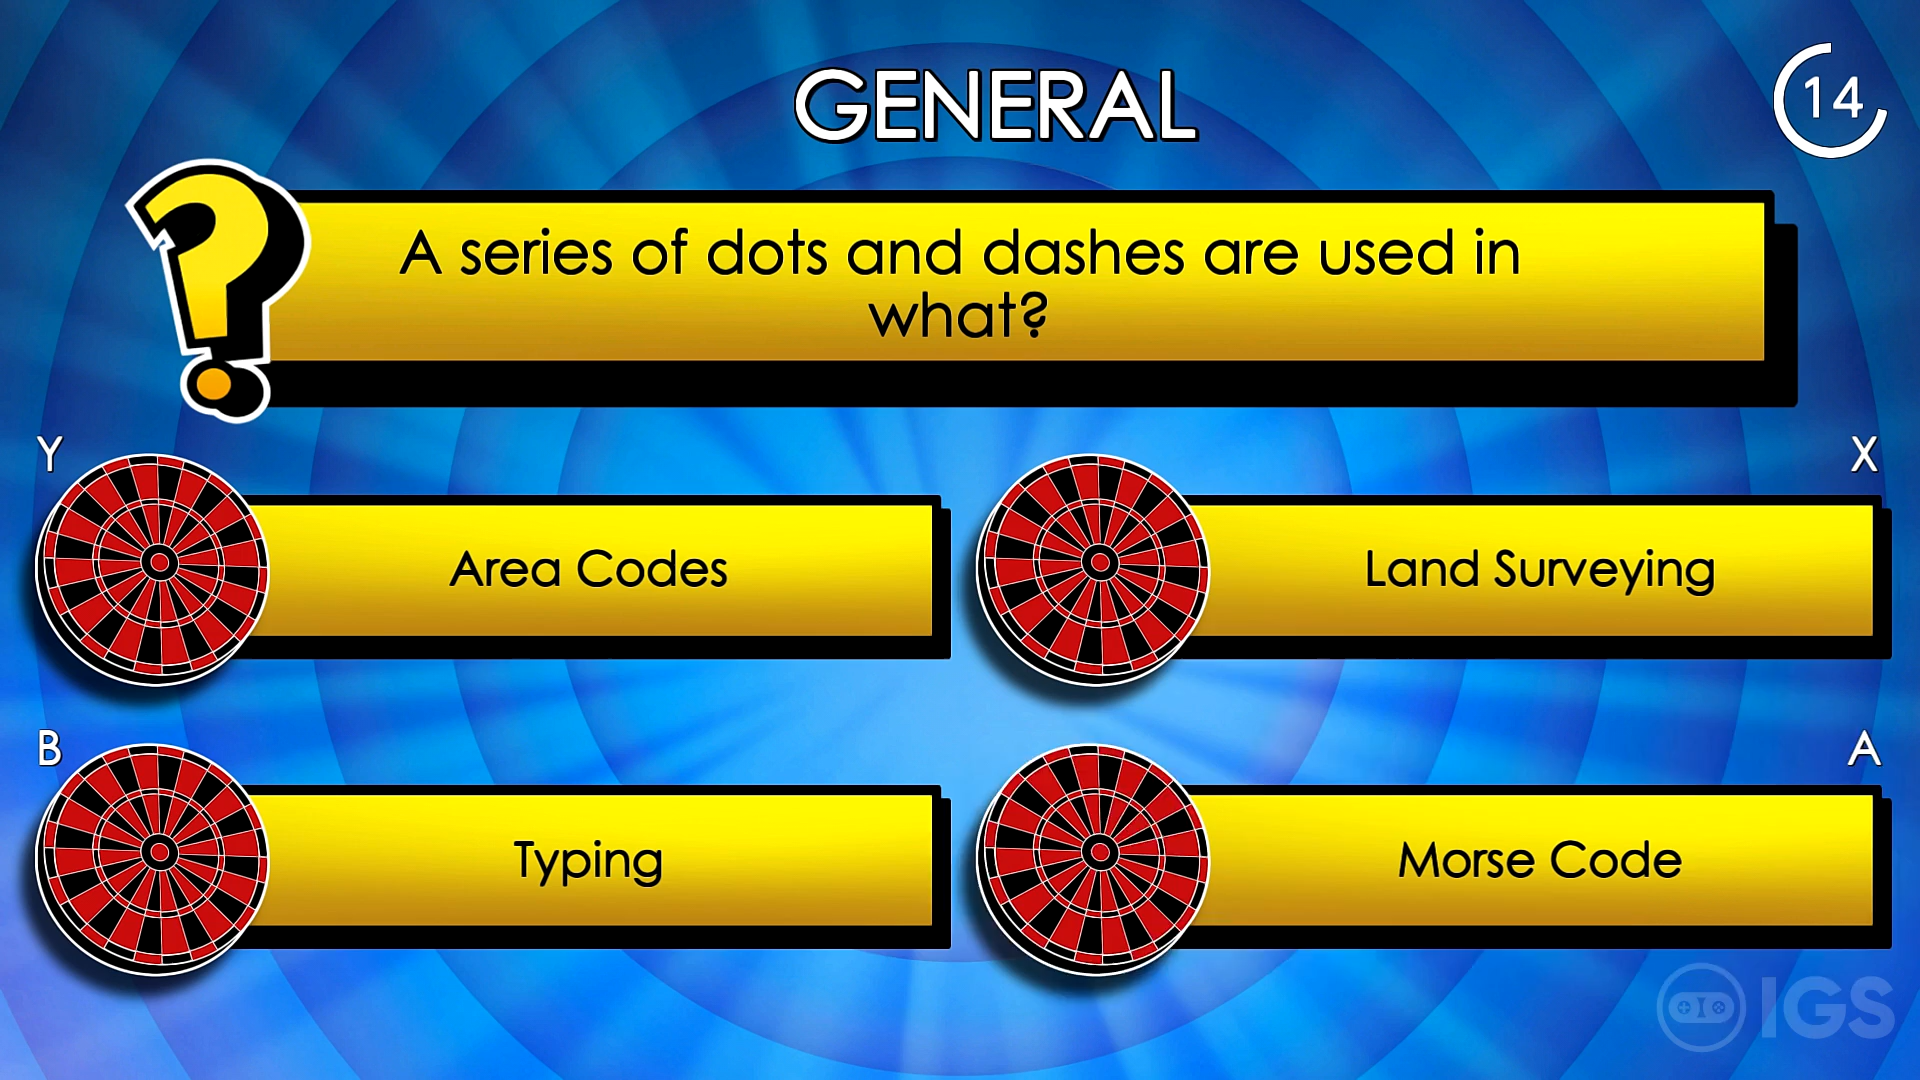 GENERAL
14
A series of dots and dashes are used in
what?
Y
Area Codes
X
Land Surveying
B
Typing
A
Morse Code
IGS